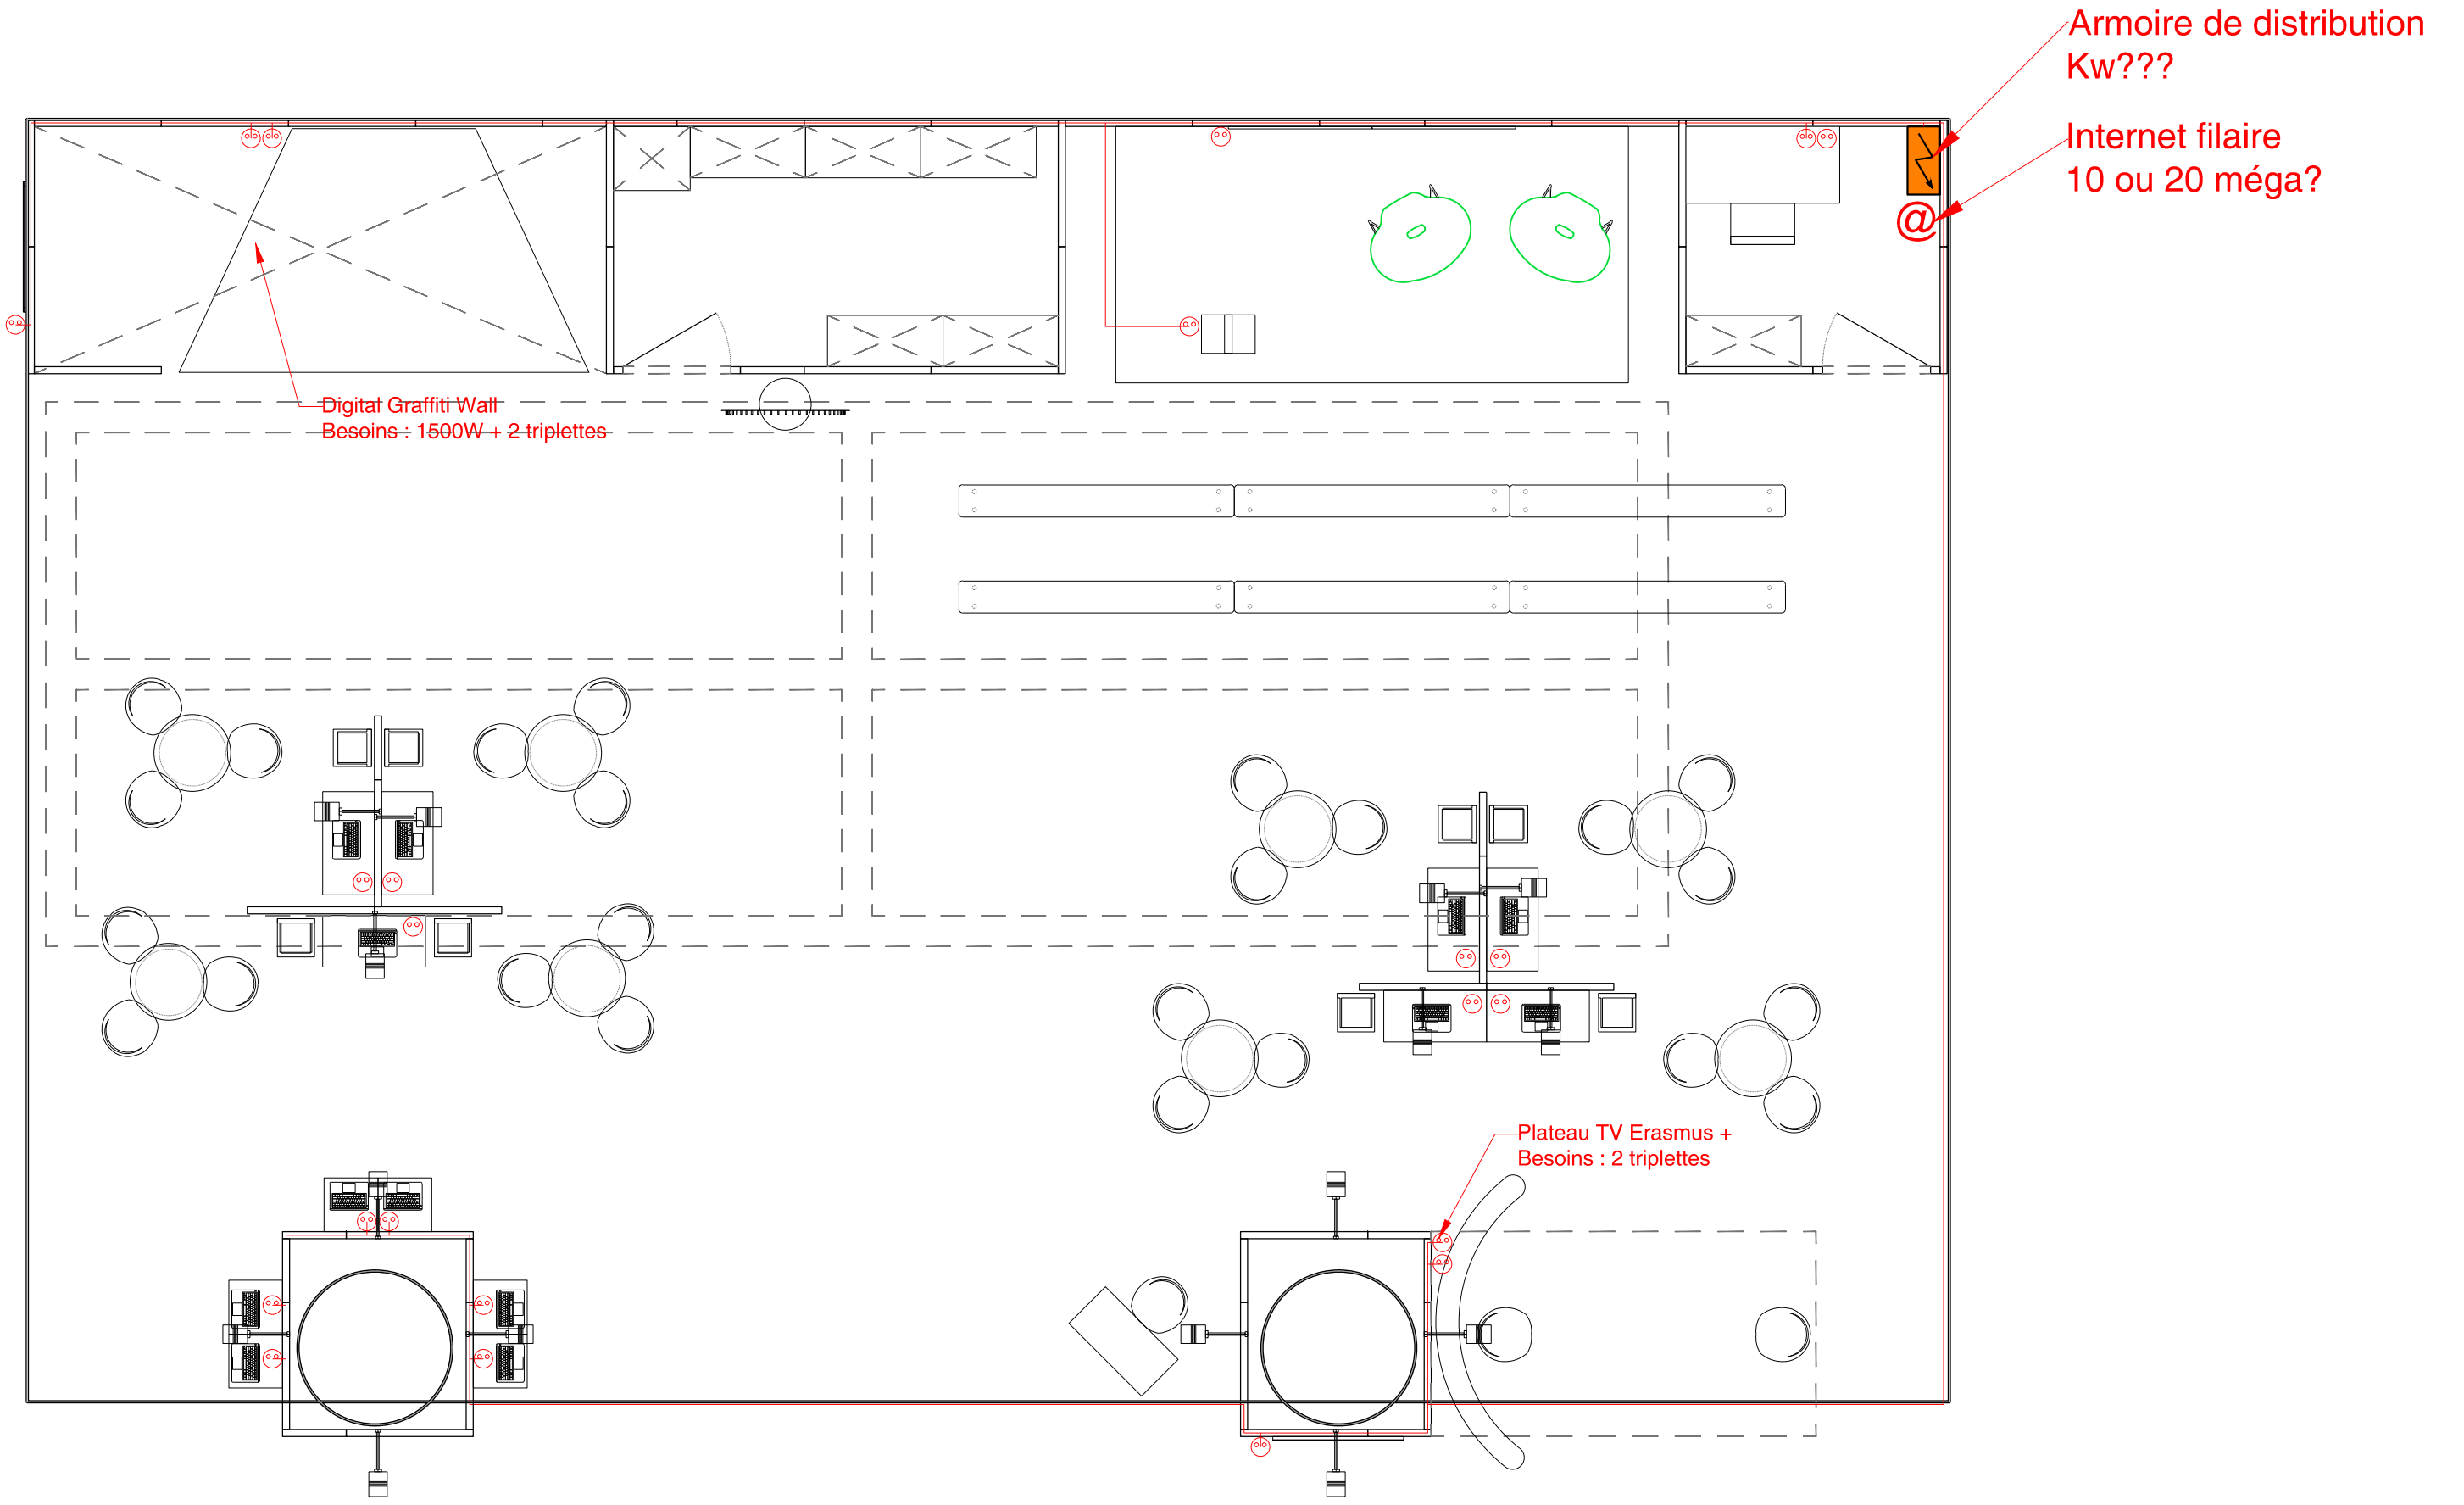 Armoire de distribution
Kw???
Internet filaire
10 ou 20 méga?
@
Digital Graffiti Wall
Besoins : 1500W + 2 triplettes
Plateau TV Erasmus +
Besoins : 2 triplettes